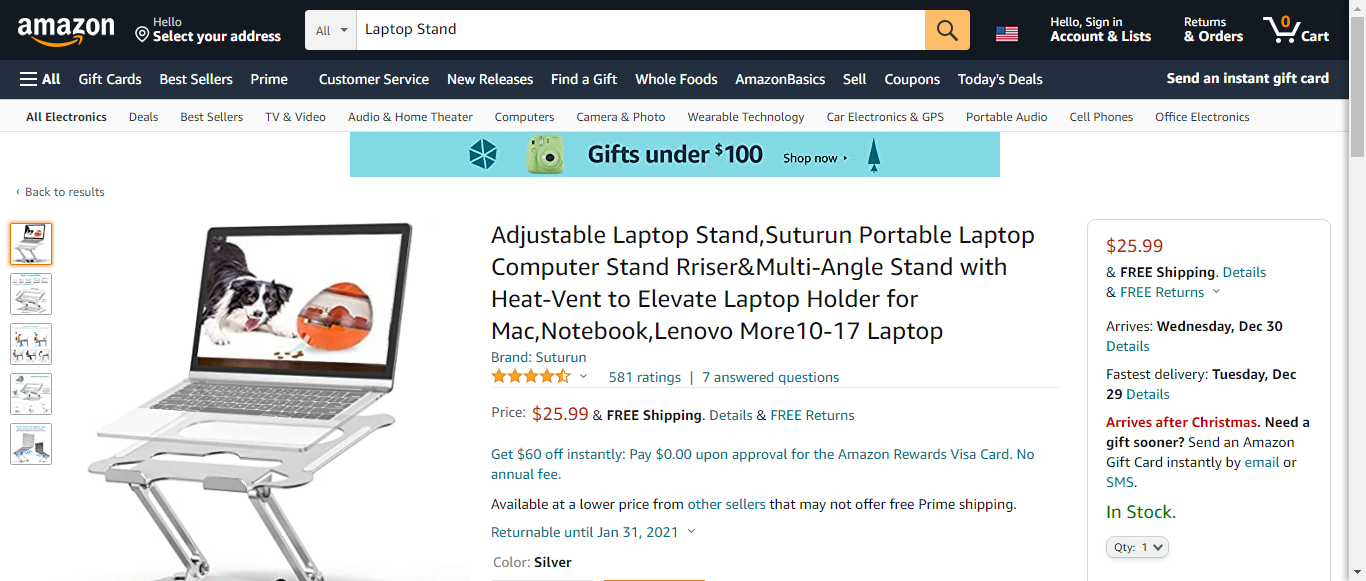 amazon
Hello
Select your address
All
Laptop Stand
Hello, Sign in
Account & Lists
Returns
& Orders
0
Cart
All
Gift Cards
Best Sellers
Prime
Customer Service
New Releases
Find a Gift
Whole Foods
AmazonBasics
Sell
Coupons
Today's Deals
Send an instant gift card
All Electronics
Deals
Best Sellers
TV & Video
Audio & Home Theater
Computers
Camera & Photo
Wearable Technology
Car Electronics & GPS
Portable Audio
Cell Phones
Office Electronics
Gifts under $100 Shop now ›
‹ Back to results
Adjustable Laptop Stand,Suturun Portable Laptop
Computer Stand Rriser&Multi-Angle Stand with
Heat-Vent to Elevate Laptop Holder for
Mac,Notebook,Lenovo More10-17 Laptop
Brand: Suturun
581 ratings | 7 answered questions
Price: $25.99 & FREE Shipping. Details & FREE Returns
Get $60 off instantly: Pay $0.00 upon approval for the Amazon Rewards Visa Card. No
annual fee.
Available at a lower price from other sellers that may not offer free Prime shipping.
Returnable until Jan 31, 2021
Color: Silver
$25.99
& FREE Shipping. Details
& FREE Returns
Arrives: Wednesday, Dec 30
Details
Fastest delivery: Tuesday, Dec
29 Details
Arrives after Christmas. Need a
gift sooner? Send an Amazon
Gift Card instantly by email or
SMS.
In Stock.
Qty: 1